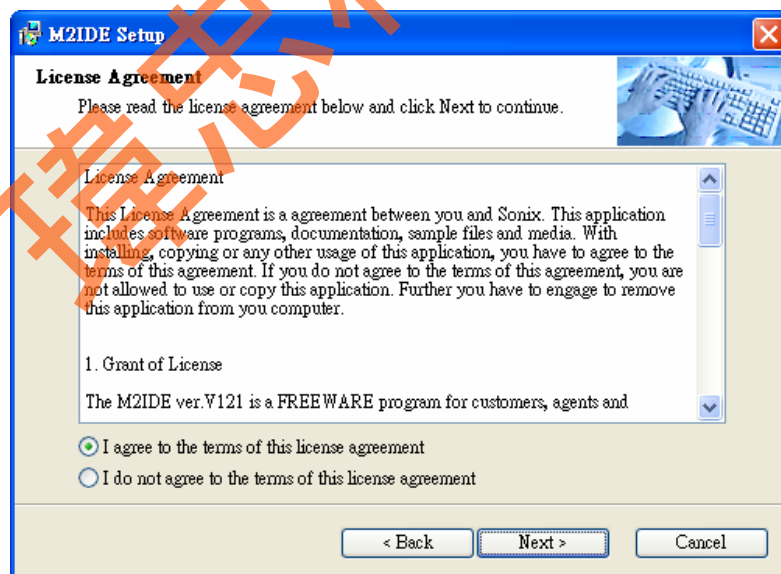 M2IDE Setup
License Agreement
Please read the license agreement below and click Next to continue.
License Agreement
This License Agreement is a agreement between you and Sonix. This application
includes software programs, documentation, sample files and media. With
installing, copying or any other usage of this application, you have to agree to the
terms of this agreement. If you do not agree to the terms of this agreement, you are
not allowed to use or copy this application. Further you have to engage to remove
this application from you computer.
1. Grant of License
The M2IDE ver.V121 is a FREEWARE program for customers, agents and
I agree to the terms of this license agreement
I do not agree to the terms of this license agreement
< Back
Next >
Cancel